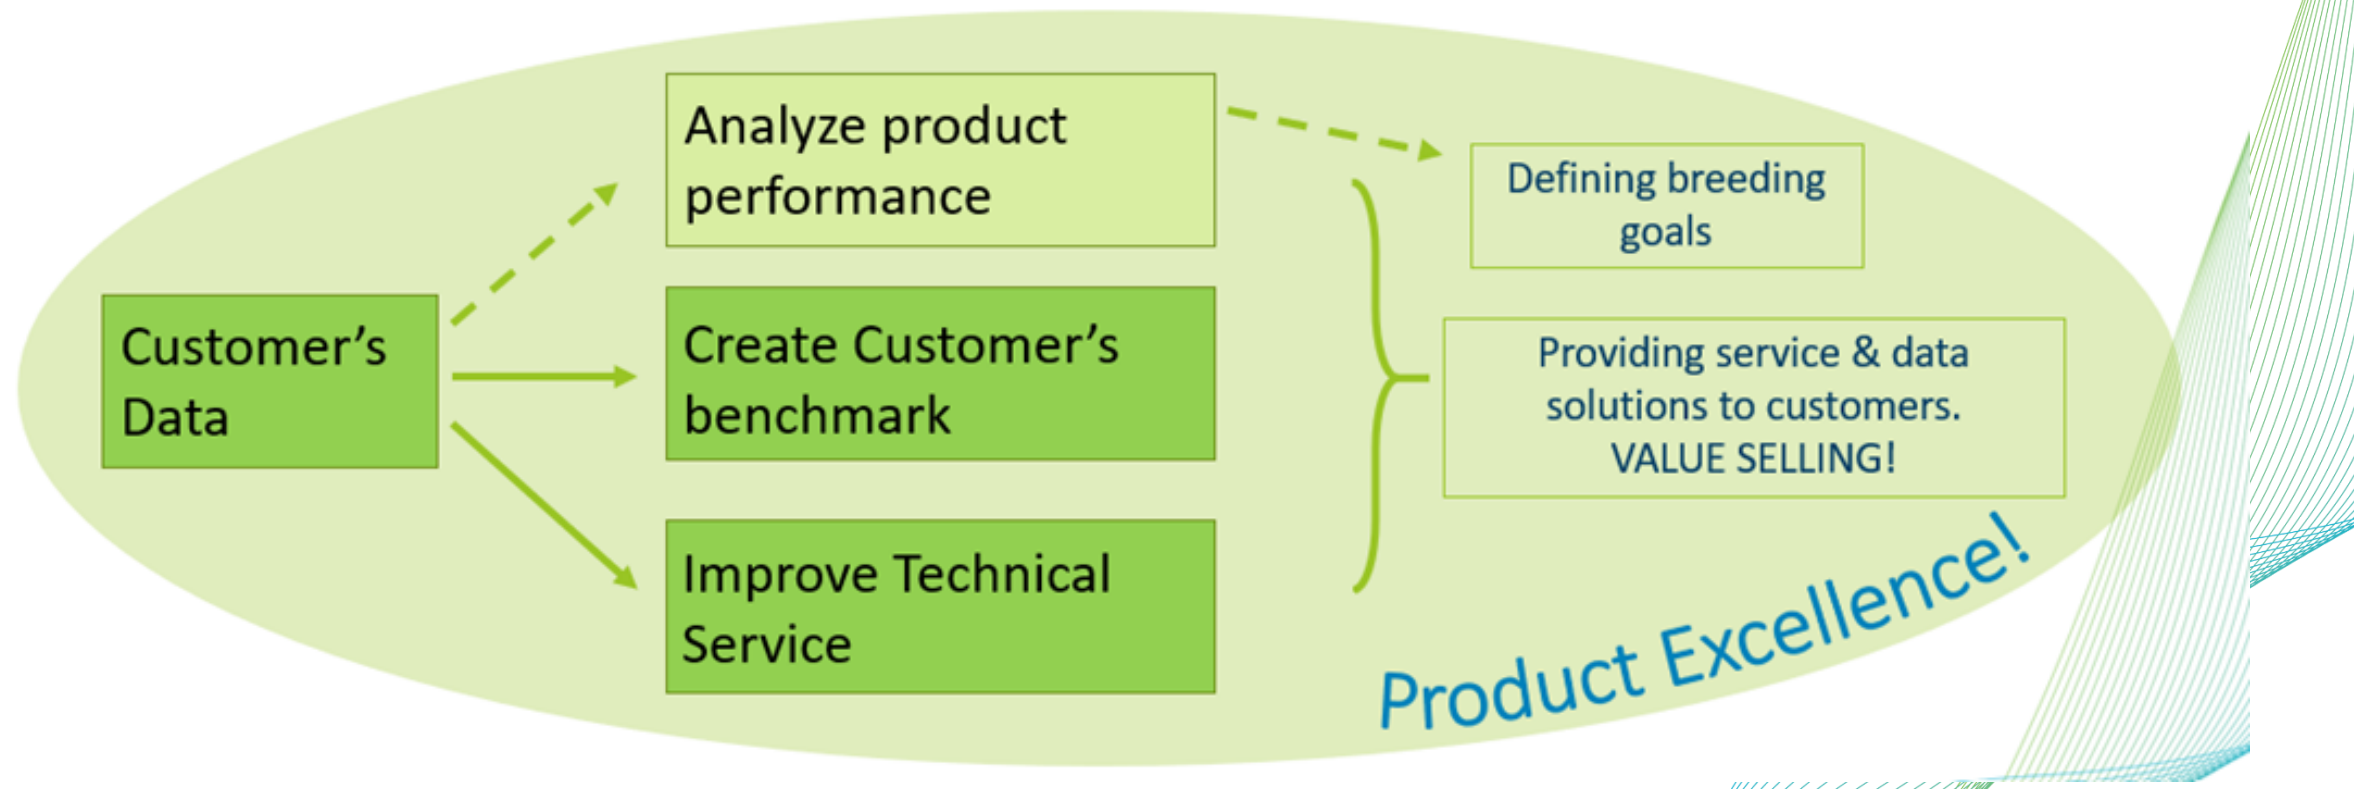 Customer’s
Data
Analyze product
performance
Create Customer’s
benchmark
Improve Technical
Service
Defining breeding
goals
Providing service & data
solutions to customers.
VALUE SELLING!
Product Excellence!